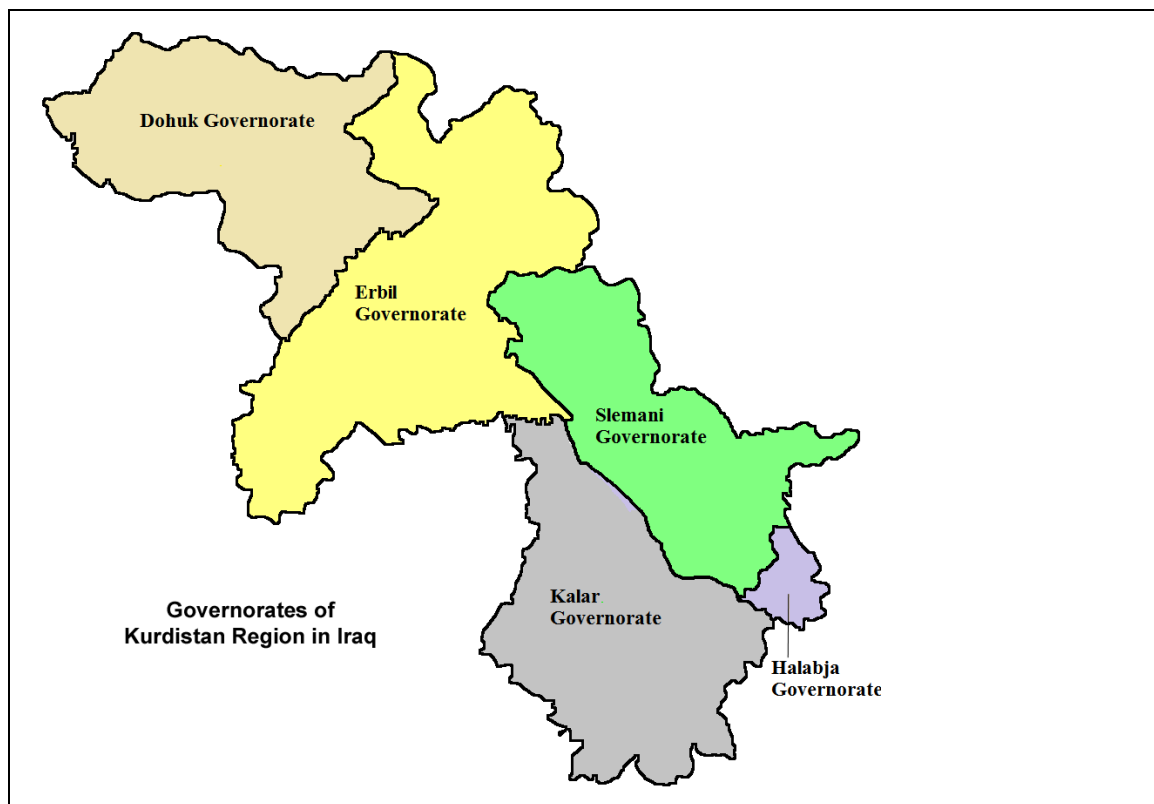 Dohuk Governorate
Erbil
Governorate
Slemani
Governorate
Kalar
Governorate
Halabja
Governorate
Governorates of
Kurdistan Region in Iraq